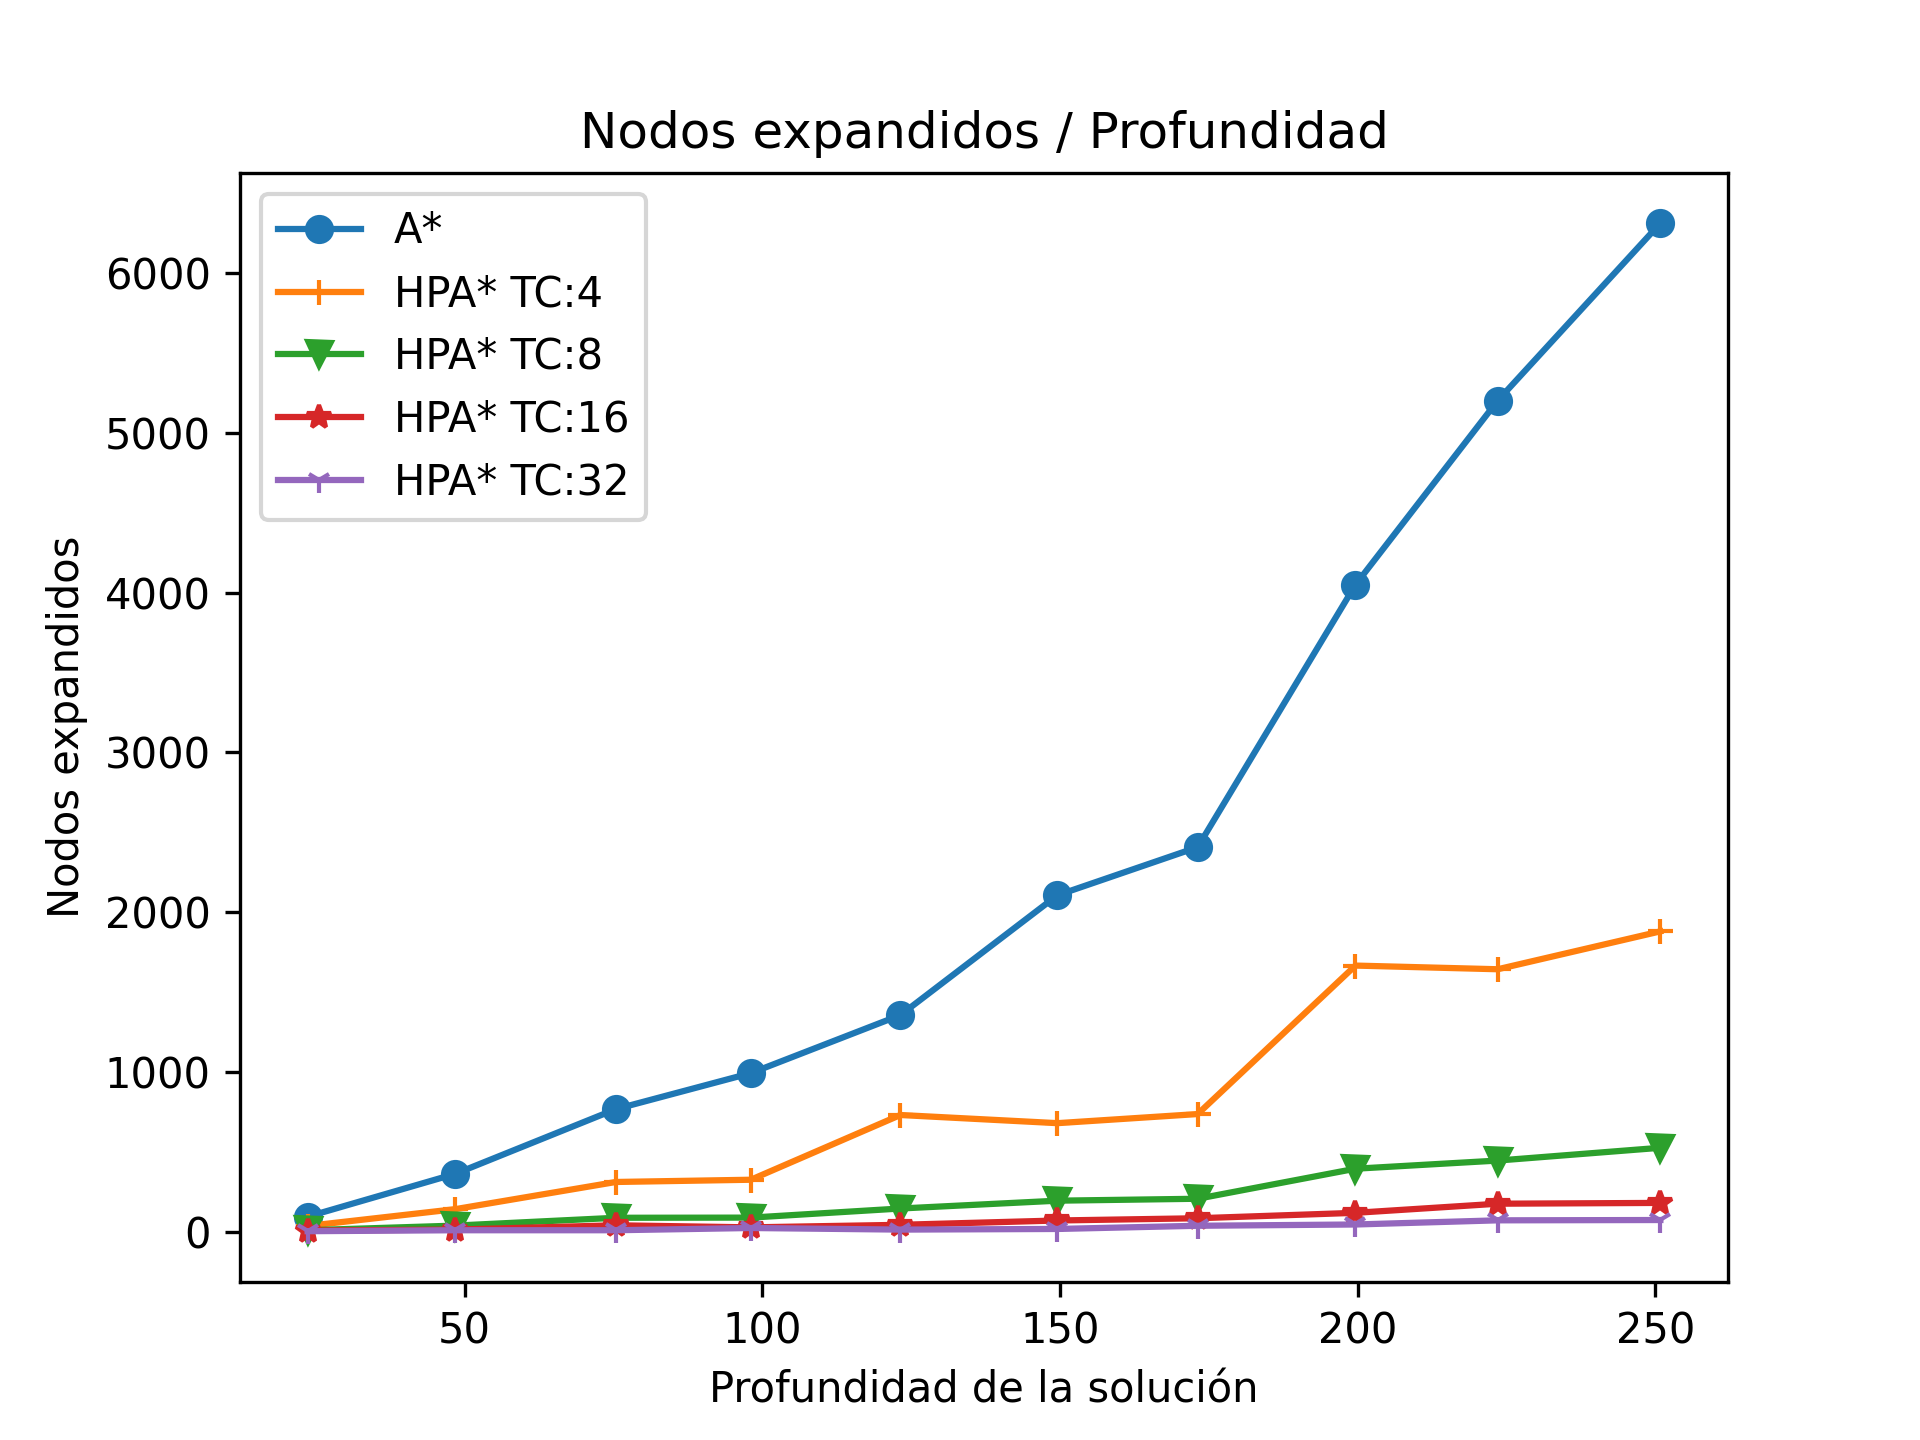 Nodos expandidos / Profundidad
A*
HPA* TC:4
HPA* TC:8
HPA* TC:16
HPA* TC:32
6000
5000
4000
3000
2000
1000
0
Nodos expandidos
50 100 150 200 250
Profundidad de la solución